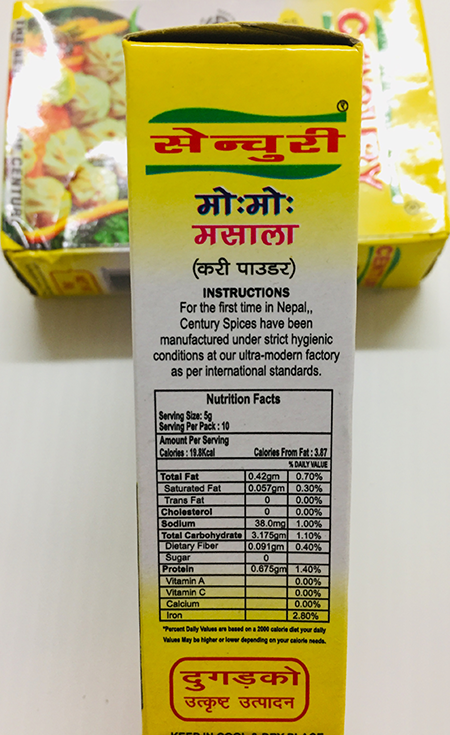 सेन्चुरी
®
मो:मो:
मसाला
(करी पाउडर)
INSTRUCTIONS
For the first time in Nepal,,
Century Spices have been
manufactured under strict hygienic
conditions at our ultra-modern factory
as per international standards.
Nutrition Facts
Serving Size: 5g
Serving Per Pack : 10
Amount Per Serving
Calories : 19.8Kcal Calories From Fat : 3.87
% DAILY VALUE
Total Fat 0.42gm 0.70%
Saturated Fat 0.057gm 0.30%
Trans Fat 0 0.00%
Cholesterol 0 0.00%
Sodium 38.0mg 1.00%
Total Carbohydrate 3.175gm 1.10%
Dietary Fiber 0.091gm 0.40%
Sugar 0
Protein 0.675gm 1.40%
Vitamin A 0.00%
Vitamin C 0.00%
Calcium 0.00%
Iron 2.80%
*Percent Daily Values are based on a 2000 calorie diet your daily
Values May be higher or lower depending on your calorie needs.
दुगड़को
उत्कृष्ट उत्पादन
KEEP IN COOL & DRY PLACE